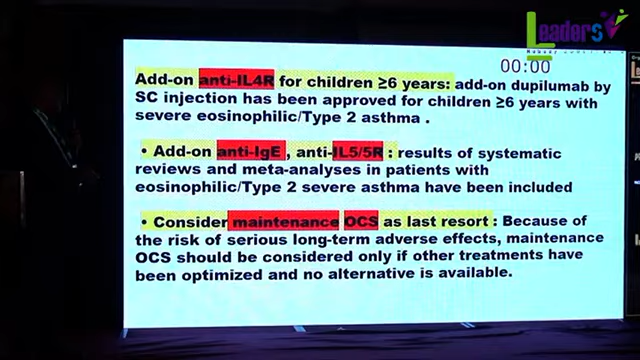 Leaders
Nobody
00:00
Add-on anti-IL4R for children ≥6 years: add-on dupilumab by
SC injection has been approved for children ≥6 years with
severe eosinophilic/Type 2 asthma .
• Add-on anti-IgE , anti-IL5/5R : results of systematic
reviews and meta-analyses in patients with
eosinophilic/Type 2 severe asthma have been included
• Consider maintenance OCS as last resort : Because of
the risk of serious long-term adverse effects, maintenance
OCS should be considered only if other treatments have
been optimized and no alternative is available.